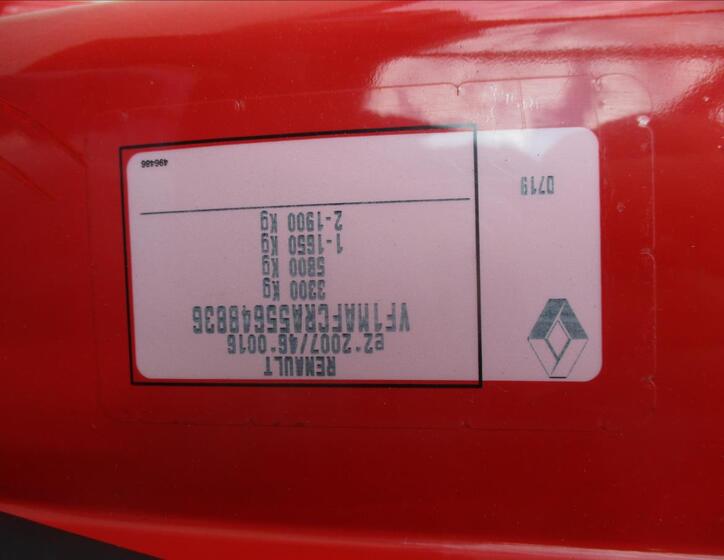 RENAULT
e2*2007/46*0016
VF1MAFCRA55648836
3300 Kg
5800 Kg
1-1650 Kg
2-1900 Kg
496486
D719